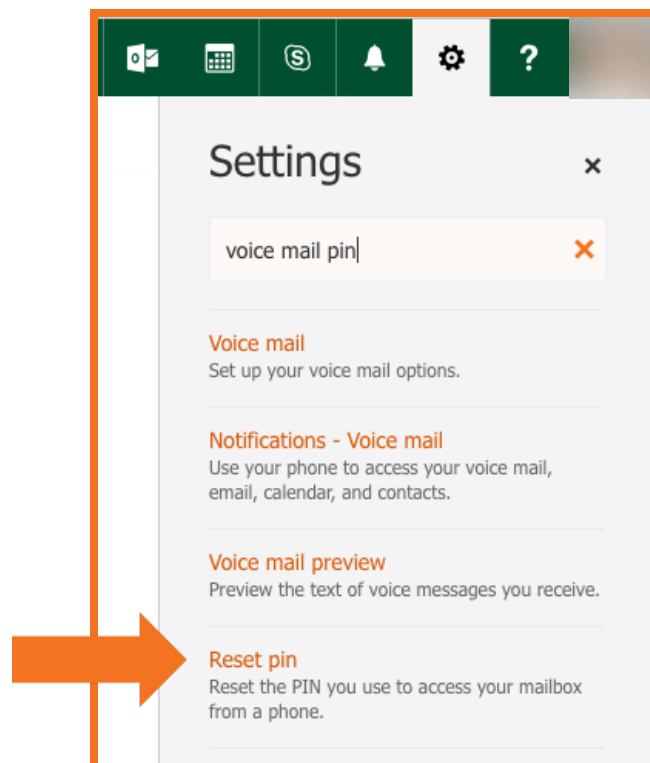 ?
Settings
voice mail pin
Voice mail
Set up your voice mail options.
Notifications - Voice mail
Use your phone to access your voice mail,
email, calendar, and contacts.
Voice mail preview
Preview the text of voice messages you receive.
Reset pin
Reset the PIN you use to access your mailbox
from a phone.